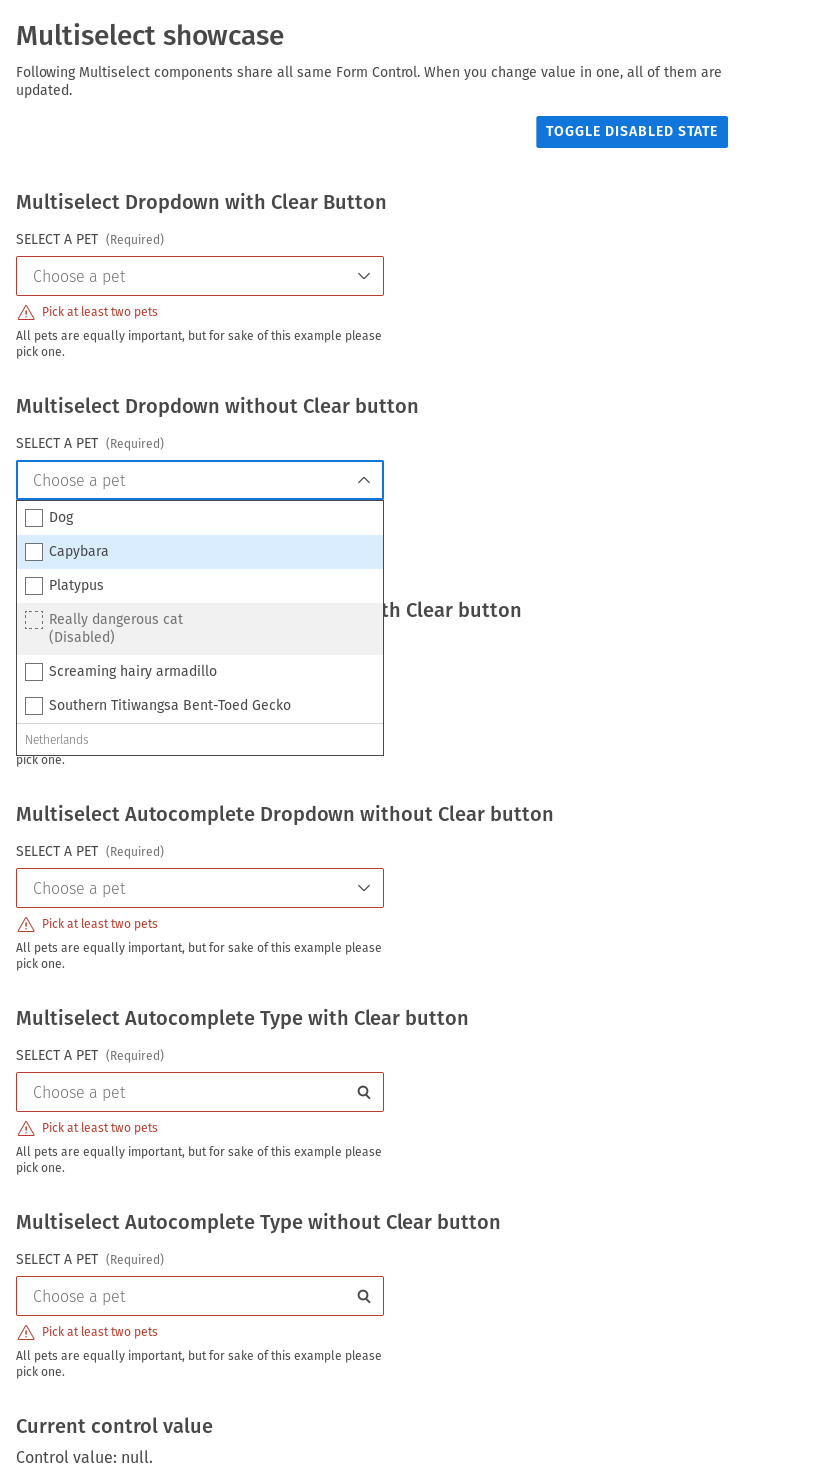 Multiselect showcase
Following Multiselect components share all same Form Control. When you change value in one, all of them are
updated.
TOGGLE DISABLED STATE
Multiselect Dropdown with Clear Button
SELECT A PET (Required)
Choose a pet
Pick at least two pets
All pets are equally important, but for sake of this example please
pick one.
Multiselect Dropdown without Clear button
SELECT A PET (Required)
Choose a pet
Dog
Capybara
Platypus
th Clear button
Really dangerous cat
(Disabled)
Screaming hairy armadillo
Southern Titiwangsa Bent-Toed Gecko
Netherlands
pick one.
Multiselect Autocomplete Dropdown without Clear button
SELECT A PET (Required)
Choose a pet
Pick at least two pets
All pets are equally important, but for sake of this example please
pick one.
Multiselect Autocomplete Type with Clear button
SELECT A PET (Required)
Choose a pet
Pick at least two pets
All pets are equally important, but for sake of this example please
pick one.
Multiselect Autocomplete Type without Clear button
SELECT A PET (Required)
Choose a pet
Pick at least two pets
All pets are equally important, but for sake of this example please
pick one.
Current control value
Control value: null.